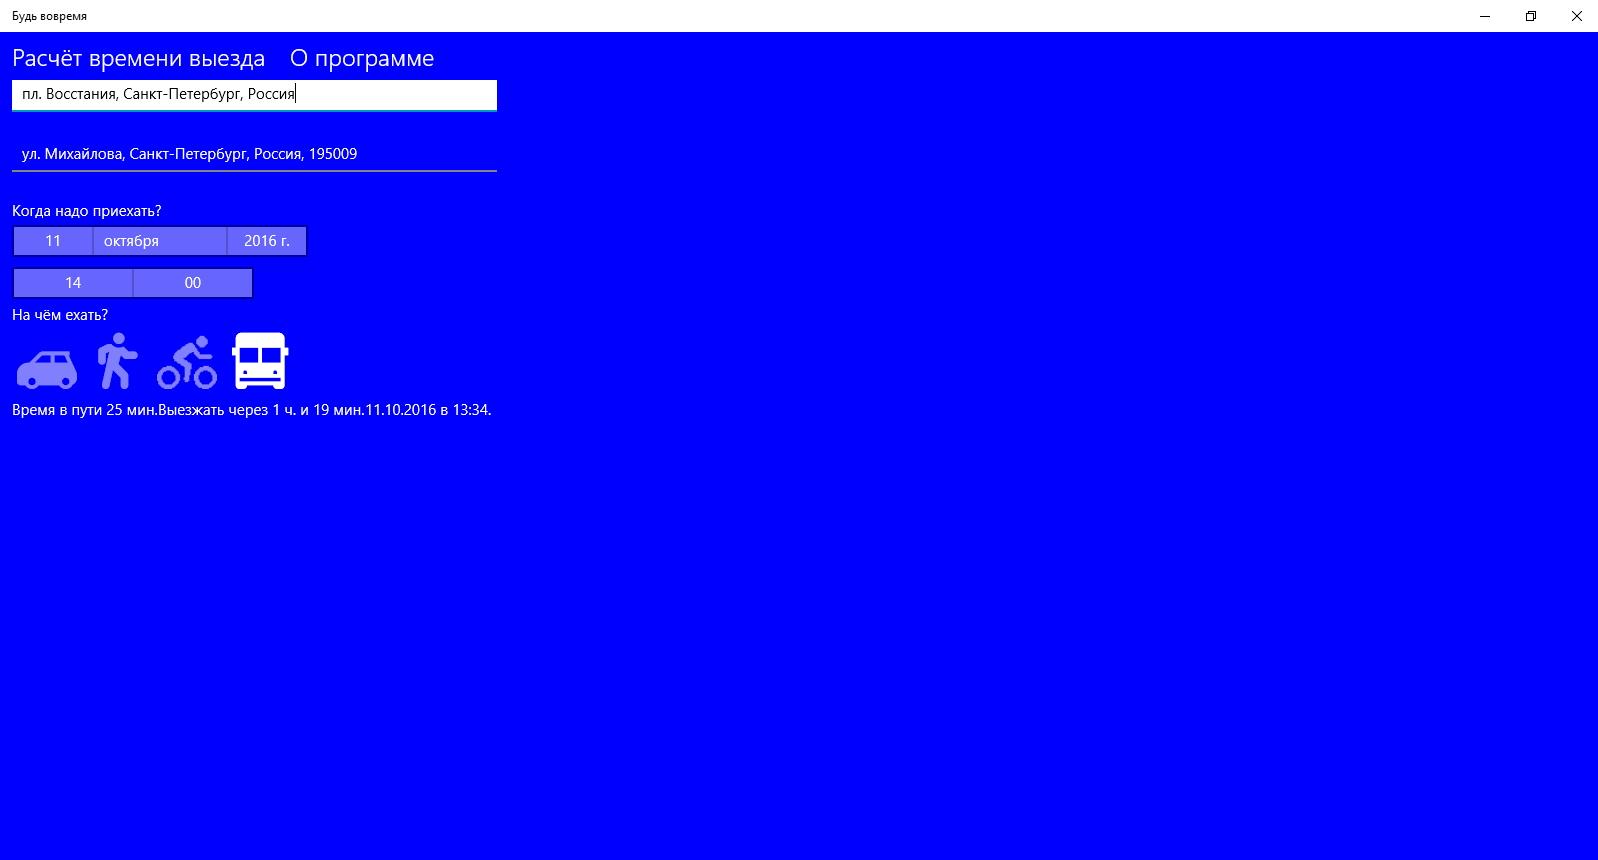 Будь вовремя
Расчёт времени выезда О программе
пл. Восстания, Санкт-Петербург, Россия
ул. Михайлова, Санкт-Петербург, Россия, 195009
Когда надо приехать?
11 октября 2016 г.
14 00
На чём ехать?
Время в пути 25 мин.Выезжать через 1 ч. и 19 мин.11.10.2016 в 13:34.